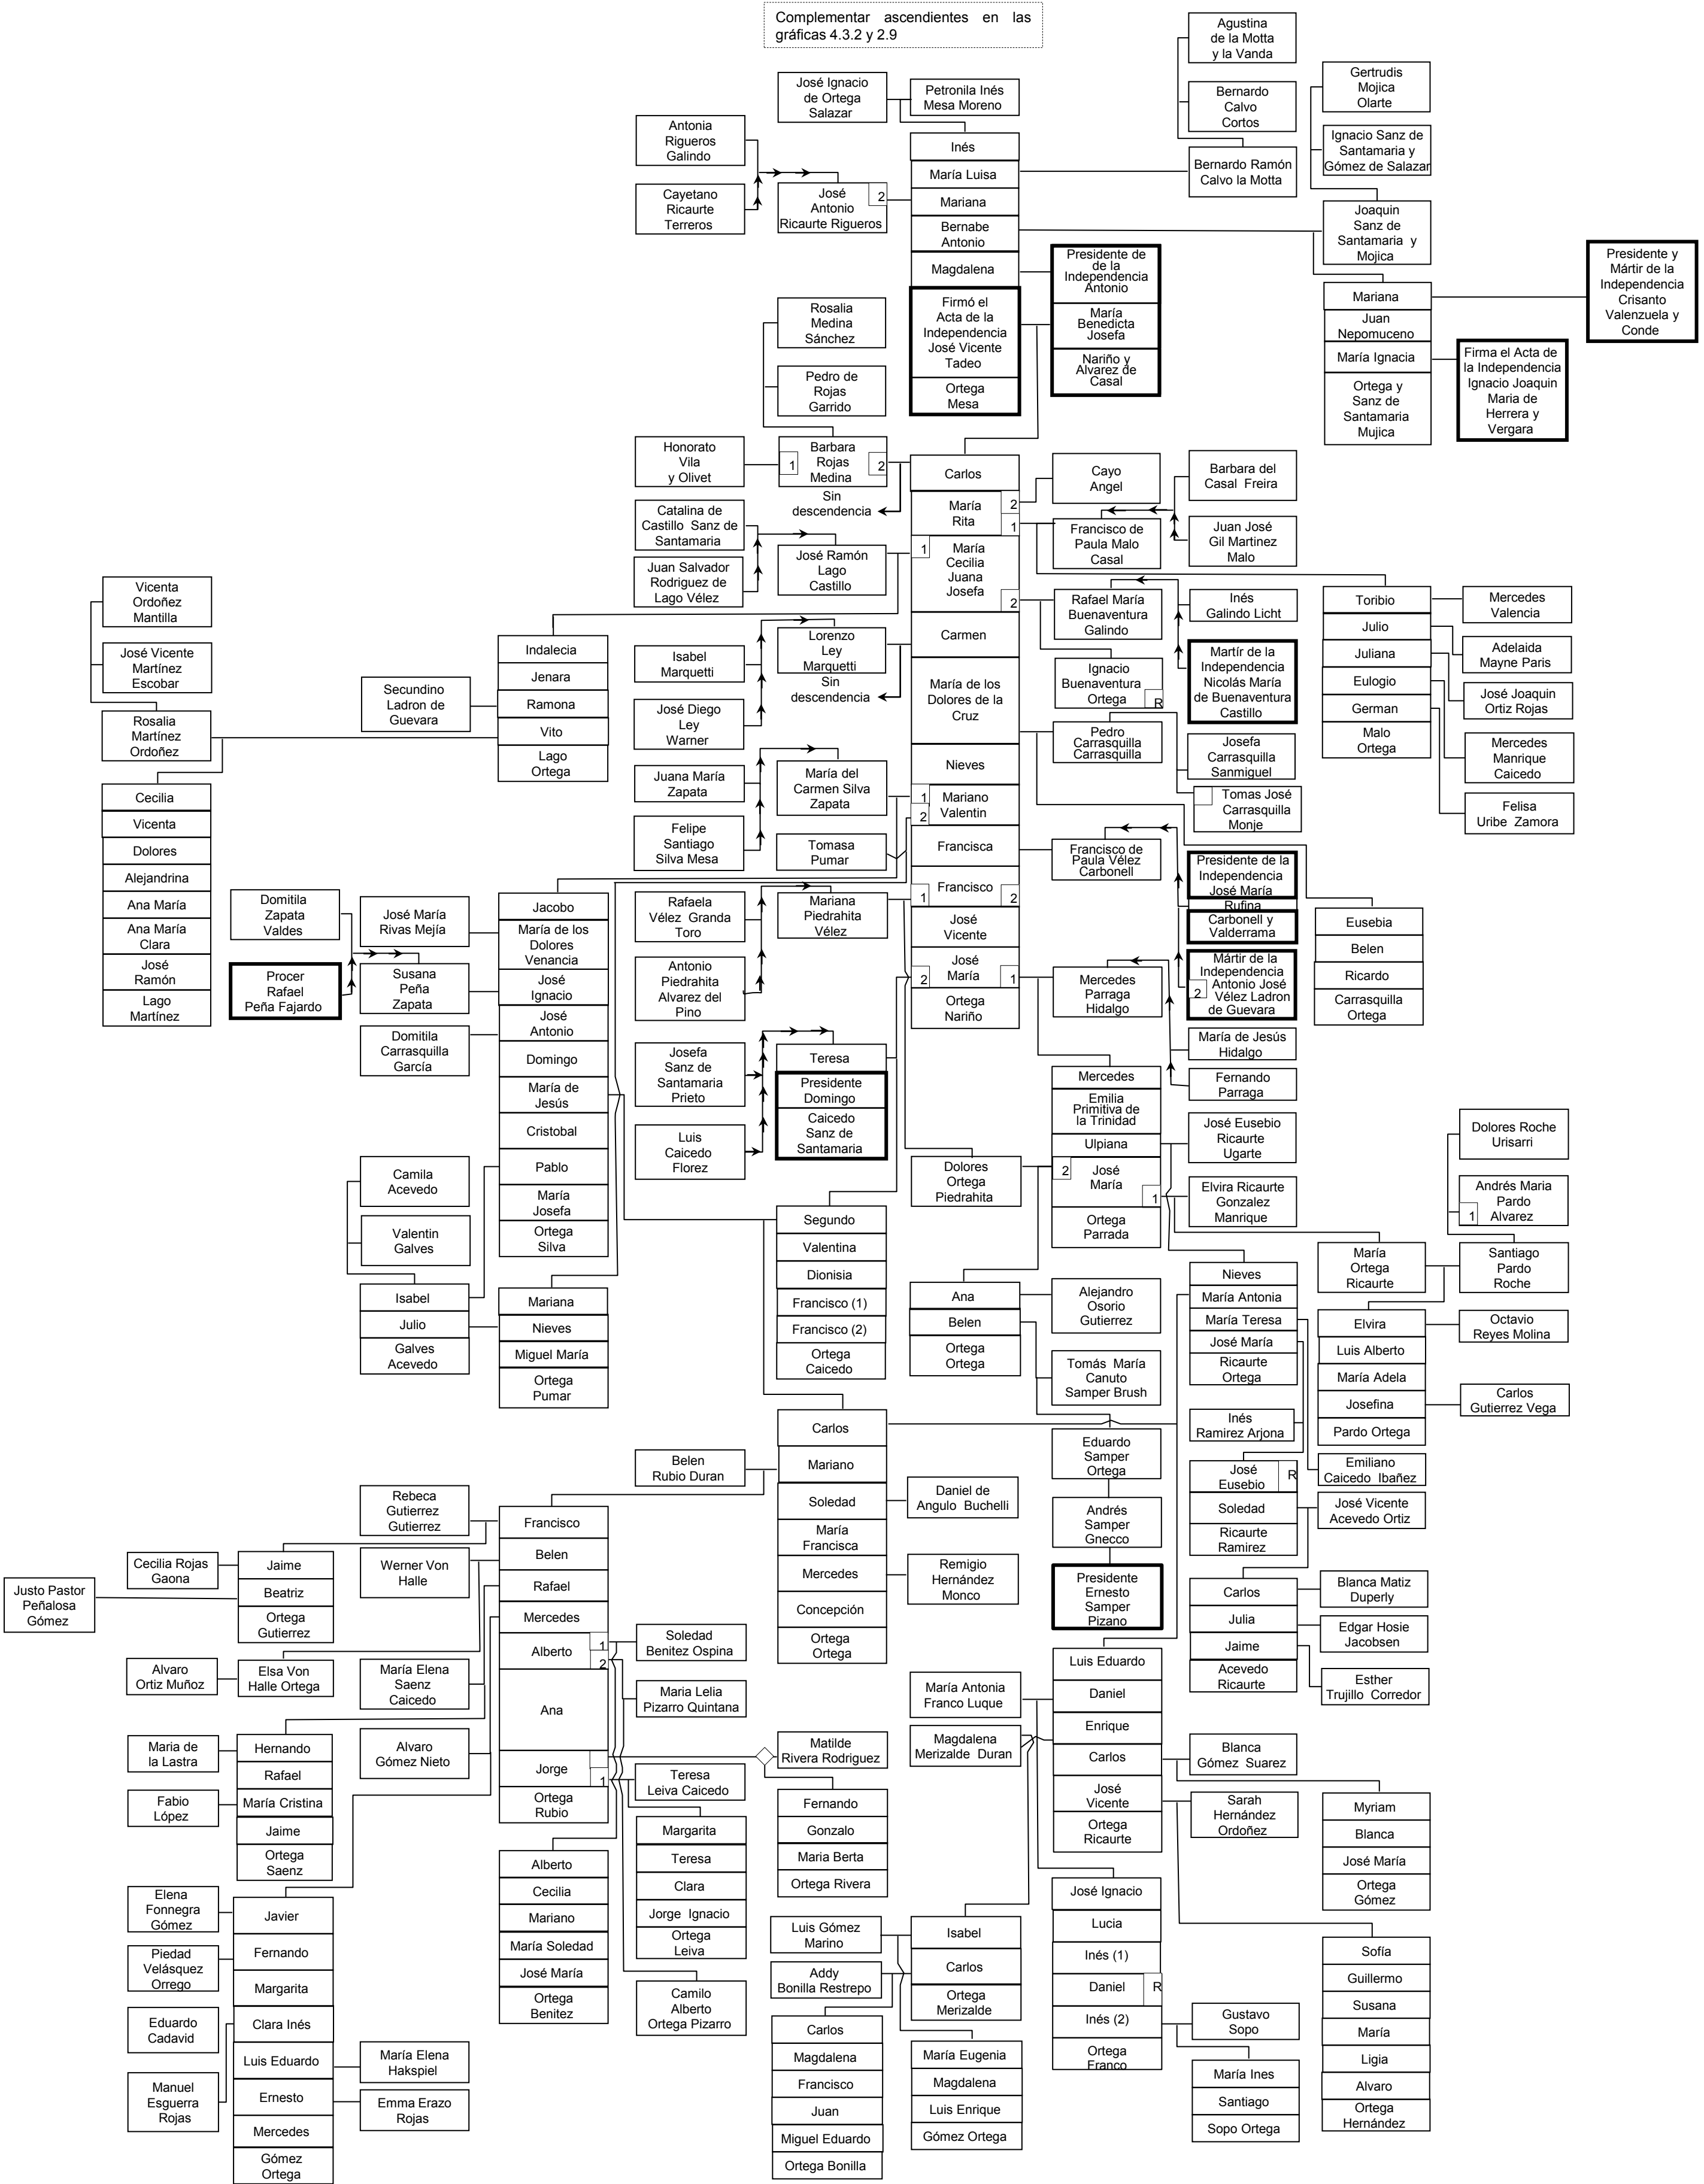 Complementar ascendientes en las
gráficas 4.3.2 y 2.9
Agustina
de la Motta
y la Vanda
Bernardo
Calvo
Cortos
Bernardo Ramón
Calvo la Motta
Gertrudis
Mojica
Olarte
Ignacio Sanz de
Santamaria y
Gómez de Salazar
Joaquin
Sanz de
Santamaria y
Mojica
José Ignacio
de Ortega
Salazar
Petronila Inés
Mesa Moreno
Antonia
Rigueros
Galindo
Cayetano
Ricaurte
Terreros
José
Antonio
Ricaurte Rigueros
2
Inés
María Luisa
Mariana
Bernabe
Antonio
Magdalena
Firmó el
Acta de la
Independencia
José Vicente
Tadeo
Ortega
Mesa
Presidente de
de la
Independencia
Antonio
María
Benedicta
Josefa
Nariño y
Alvarez de
Casal
Mariana
Juan
Nepomuceno
María Ignacia
Ortega y
Sanz de
Santamaria
Mujica
Presidente y
Mártir de la
Independencia
Crisanto
Valenzuela y
Conde
Firma el Acta de
la Independencia
Ignacio Joaquin
Maria de
Herrera y
Vergara
Rosalia
Medina
Sánchez
Pedro de
Rojas
Garrido
Honorato
Vila
y Olivet
1
Barbara
Rojas
Medina
2
Sin
descendencia
Catalina de
Castillo Sanz de
Santamaria
Juan Salvador
Rodriguez de
Lago Vélez
José Ramón
Lago
Castillo
Isabel
Marquetti
José Diego
Ley
Warner
Lorenzo
Ley
Marquetti
Sin
descendencia
Juana María
Zapata
Felipe
Santiago
Silva Mesa
María del
Carmen Silva
Zapata
Tomasa
Pumar
Rafaela
Vélez Granda
Toro
Antonio
Piedrahita
Alvarez del
Pino
Mariana
Piedrahita
Vélez
Josefa
Sanz de
Santamaria
Prieto
Luis
Caicedo
Florez
Teresa
Presidente
Domingo
Caicedo
Sanz de
Santamaria
Carlos
María
Rita
2
1
1
María
Cecilia
Juana
Josefa
2
Carmen
María de los
Dolores de la
Cruz
Nieves
1
2
Mariano
Valentin
Francisca
Francisco
1
2
José
Vicente
José
María
2
1
Ortega
Nariño
Cayo
Angel
Francisco de
Paula Malo
Casal
Barbara del
Casal Freira
Juan José
Gil Martinez
Malo
Rafael María
Buenaventura
Galindo
Inés
Galindo Licht
Ignacio
Buenaventura
Ortega
R
Martír de la
Independencia
Nicolás María
de Buenaventura
Castillo
Pedro
Carrasquilla
Carrasquilla
Josefa
Carrasquilla
Sanmiguel
Tomas José
Carrasquilla
Monje
Francisco de
Paula Vélez
Carbonell
Presidente de la
Independencia
José María
Rufina
Carbonell y
Valderrama
Mártir de la
Independencia
2
Antonio José
Vélez Ladron
de Guevara
Mercedes
Parraga
Hidalgo
María de Jesús
Hidalgo
Fernando
Parraga
Toribio
Julio
Juliana
Eulogio
German
Malo
Ortega
Mercedes
Valencia
Adelaida
Mayne Paris
José Joaquin
Ortiz Rojas
Mercedes
Manrique
Caicedo
Felisa
Uribe Zamora
Eusebia
Belen
Ricardo
Carrasquilla
Ortega
Vicenta
Ordoñez
Mantilla
José Vicente
Martínez
Escobar
Rosalia
Martínez
Ordoñez
Secundino
Ladron de
Guevara
Indalecia
Jenara
Ramona
Vito
Lago
Ortega
Cecilia
Vicenta
Dolores
Alejandrina
Ana María
Ana María
Clara
José
Ramón
Lago
Martínez
Domitila
Zapata
Valdes
Procer
Rafael
Peña Fajardo
José María
Rivas Mejía
Susana
Peña
Zapata
Domitila
Carrasquilla
García
Jacobo
María de los
Dolores
Venancia
José
Ignacio
José
Antonio
Domingo
María de
Jesús
Cristobal
Pablo
María
Josefa
Ortega
Silva
Camila
Acevedo
Valentin
Galves
Isabel
Julio
Galves
Acevedo
Mariana
Nieves
Miguel María
Ortega
Pumar
Segundo
Valentina
Dionisia
Francisco (1)
Francisco (2)
Ortega
Caicedo
Dolores
Ortega
Piedrahita
Mercedes
Emilia
Primitiva de
la Trinidad
Ulpiana
2
José
María
1
Ortega
Parrada
José Eusebio
Ricaurte
Ugarte
Elvira Ricaurte
Gonzalez
Manrique
Dolores Roche
Urisarri
Andrés Maria
Pardo
Alvarez
1
María
Ortega
Ricaurte
Santiago
Pardo
Roche
Ana
Belen
Ortega
Ortega
Alejandro
Osorio
Gutierrez
Tomás María
Canuto
Samper Brush
Nieves
María Antonia
María Teresa
José María
Ricaurte
Ortega
Elvira
Luis Alberto
María Adela
Josefina
Pardo Ortega
Octavio
Reyes Molina
Carlos
Gutierrez Vega
Inés
Ramirez Arjona
Emiliano
Caicedo Ibañez
José
Eusebio
R
Soledad
Ricaurte
Ramirez
José Vicente
Acevedo Ortiz
Eduardo
Samper
Ortega
Andrés
Samper
Gnecco
Presidente
Ernesto
Samper
Pizano
Carlos
Mariano
Soledad
María
Francisca
Mercedes
Concepción
Ortega
Ortega
Belen
Rubio Duran
Daniel de
Angulo Buchelli
Remigio
Hernández
Monco
Carlos
Julia
Jaime
Acevedo
Ricaurte
Blanca Matiz
Duperly
Edgar Hosie
Jacobsen
Esther
Trujillo Corredor
Rebeca
Gutierrez
Gutierrez
Francisco
Belen
Rafael
Mercedes
Alberto
1
2
Ana
Jorge
1
Ortega
Rubio
Cecilia Rojas
Gaona
Justo Pastor
Peñalosa
Gómez
Jaime
Beatriz
Ortega
Gutierrez
Werner Von
Halle
Alvaro
Ortiz Muñoz
Elsa Von
Halle Ortega
María Elena
Saenz
Caicedo
Soledad
Benitez Ospina
Maria Lelia
Pizarro Quintana
Maria de
la Lastra
Fabio
López
Hernando
Rafael
María Cristina
Jaime
Ortega
Saenz
Alvaro
Gómez Nieto
Matilde
Rivera Rodriguez
Teresa
Leiva Caicedo
Fernando
Gonzalo
Maria Berta
Ortega Rivera
Margarita
Teresa
Clara
Jorge Ignacio
Ortega
Leiva
Alberto
Cecilia
Mariano
María Soledad
José María
Ortega
Benitez
Camilo
Alberto
Ortega Pizarro
María Antonia
Franco Luque
Magdalena
Merizalde Duran
Luis Eduardo
Daniel
Enrique
Carlos
José
Vicente
Ortega
Ricaurte
Blanca
Gómez Suarez
Sarah
Hernández
Ordoñez
Myriam
Blanca
José María
Ortega
Gómez
Elena
Fonnegra
Gómez
Piedad
Velásquez
Orrego
Eduardo
Cadavid
Manuel
Esguerra
Rojas
Javier
Fernando
Margarita
Clara Inés
Luis Eduardo
Ernesto
Mercedes
Gómez
Ortega
María Elena
Hakspiel
Emma Erazo
Rojas
Luis Gómez
Marino
Addy
Bonilla Restrepo
Isabel
Carlos
Ortega
Merizalde
Carlos
Magdalena
Francisco
Juan
Miguel Eduardo
Ortega Bonilla
María Eugenia
Magdalena
Luis Enrique
Gómez Ortega
José Ignacio
Lucia
Inés (1)
Daniel
R
Inés (2)
Ortega
Franco
Gustavo
Sopo
María Ines
Santiago
Sopo Ortega
Sofía
Guillermo
Susana
María
Ligia
Alvaro
Ortega
Hernández